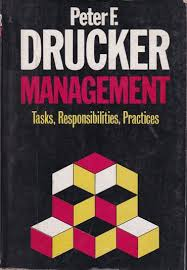 Peter F.
DRUCKER
MANAGEMENT
Tasks, Responsibilities, Practices